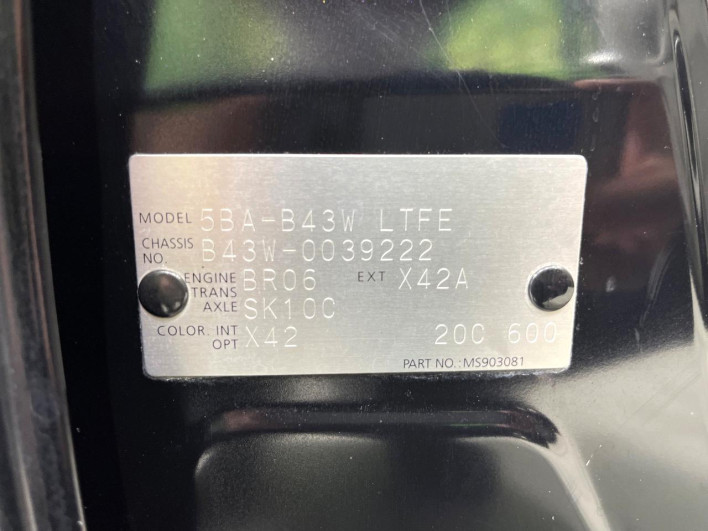 MODEL 5BA-B43W LTFE
CHASSIS NO. B43W-0039222
ENGINE BR06 EXT X42A
TRANS AXLE SK10C
COLOR, INT OPT X42 20C 600
PART NO.:MS903081